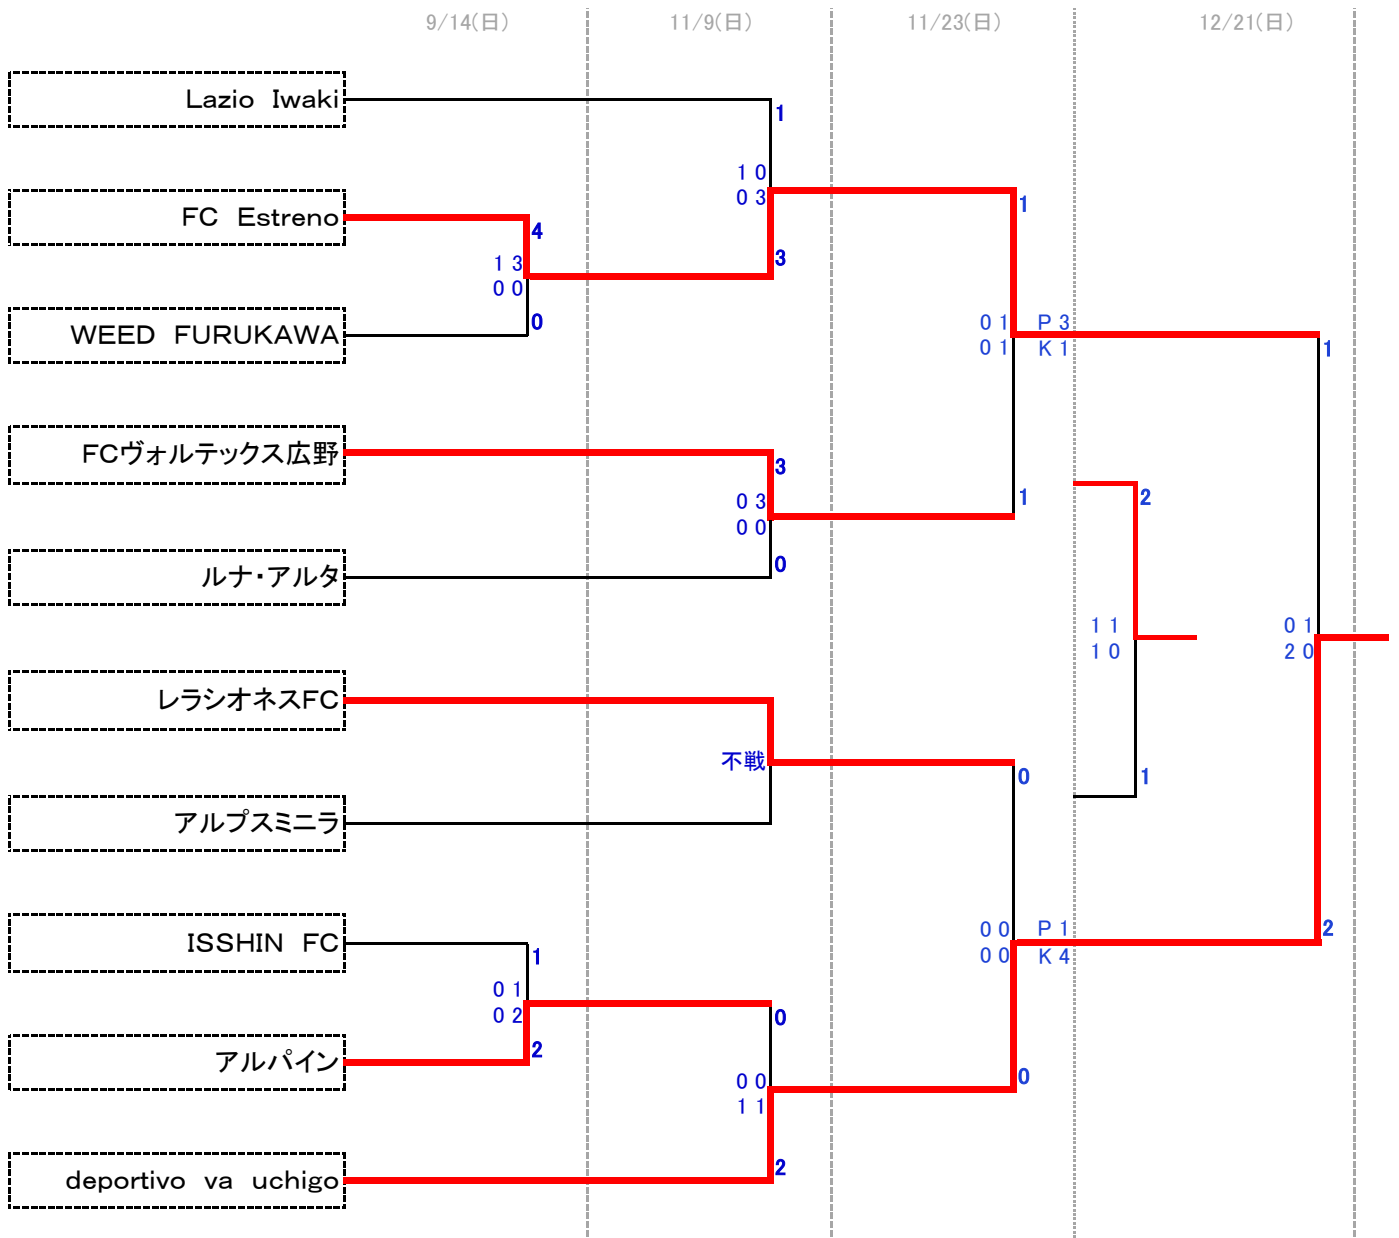 9/14(日) 11/9(日) 11/23(日) 12/21(日)
Lazio Iwaki
1
1 0
0 3
FC Estreno
1
4
3
1 3
0 0
0
WEED FURUKAWA
0 1 P 3
0 1 K 1
1
FCヴォルテックス広野
3
0 3
0 0
1
2
0
ルナ・アルタ
1 1
1 0
0 1
2 0
レラシオネスFC
不戦
0
1
アルプスミニラ
ISSHIN FC
1
0 0 P 1
0 0 K 4
2
0 1
0 2
0
2
アルパイン
0 0
1 1
0
2
deportivo va uchigo